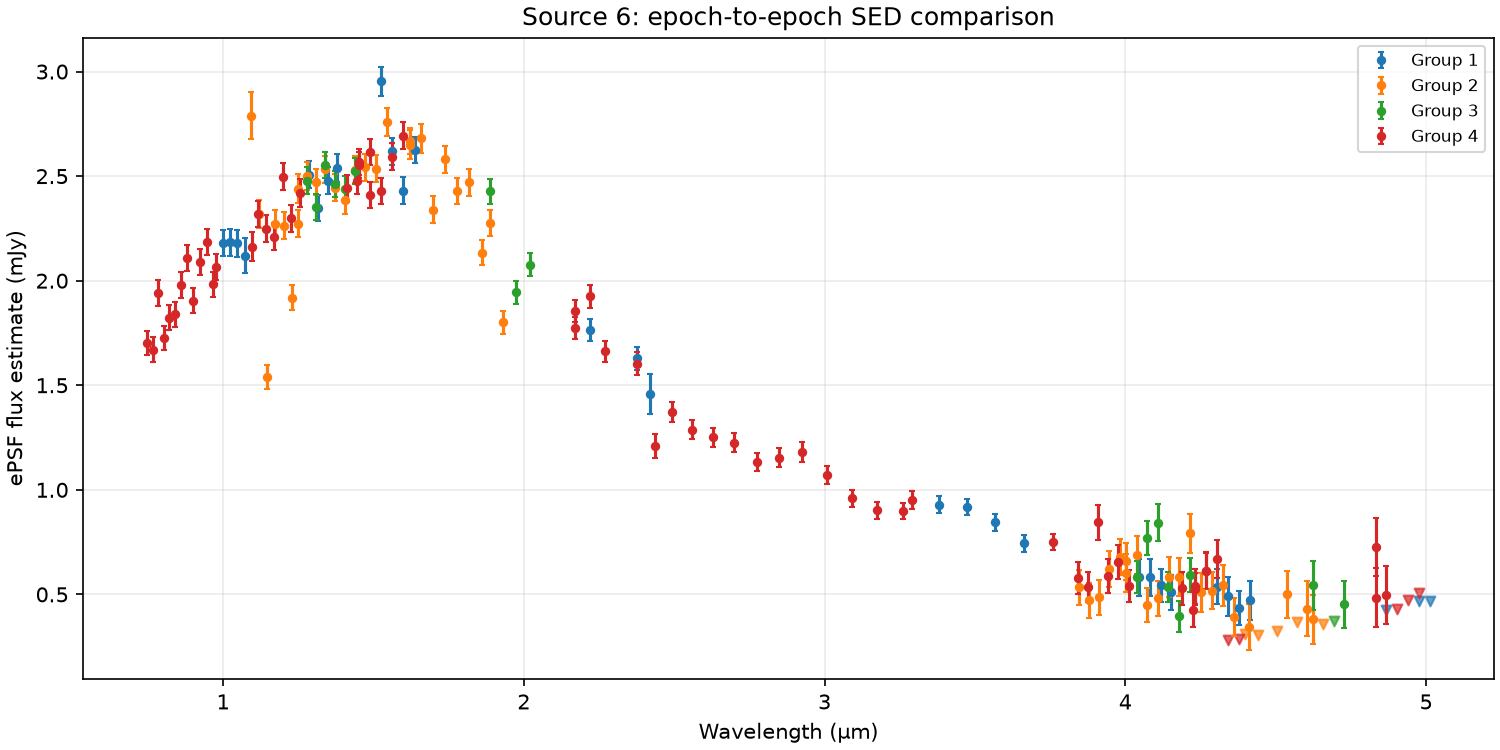 Source 6: epoch-to-epoch SED comparison
ePSF flux estimate (mJy)
3.0
2.5
2.0
1.5
1.0
0.5
1
2
3
4
5
Wavelength (μm)
Group 1
Group 2
Group 3
Group 4